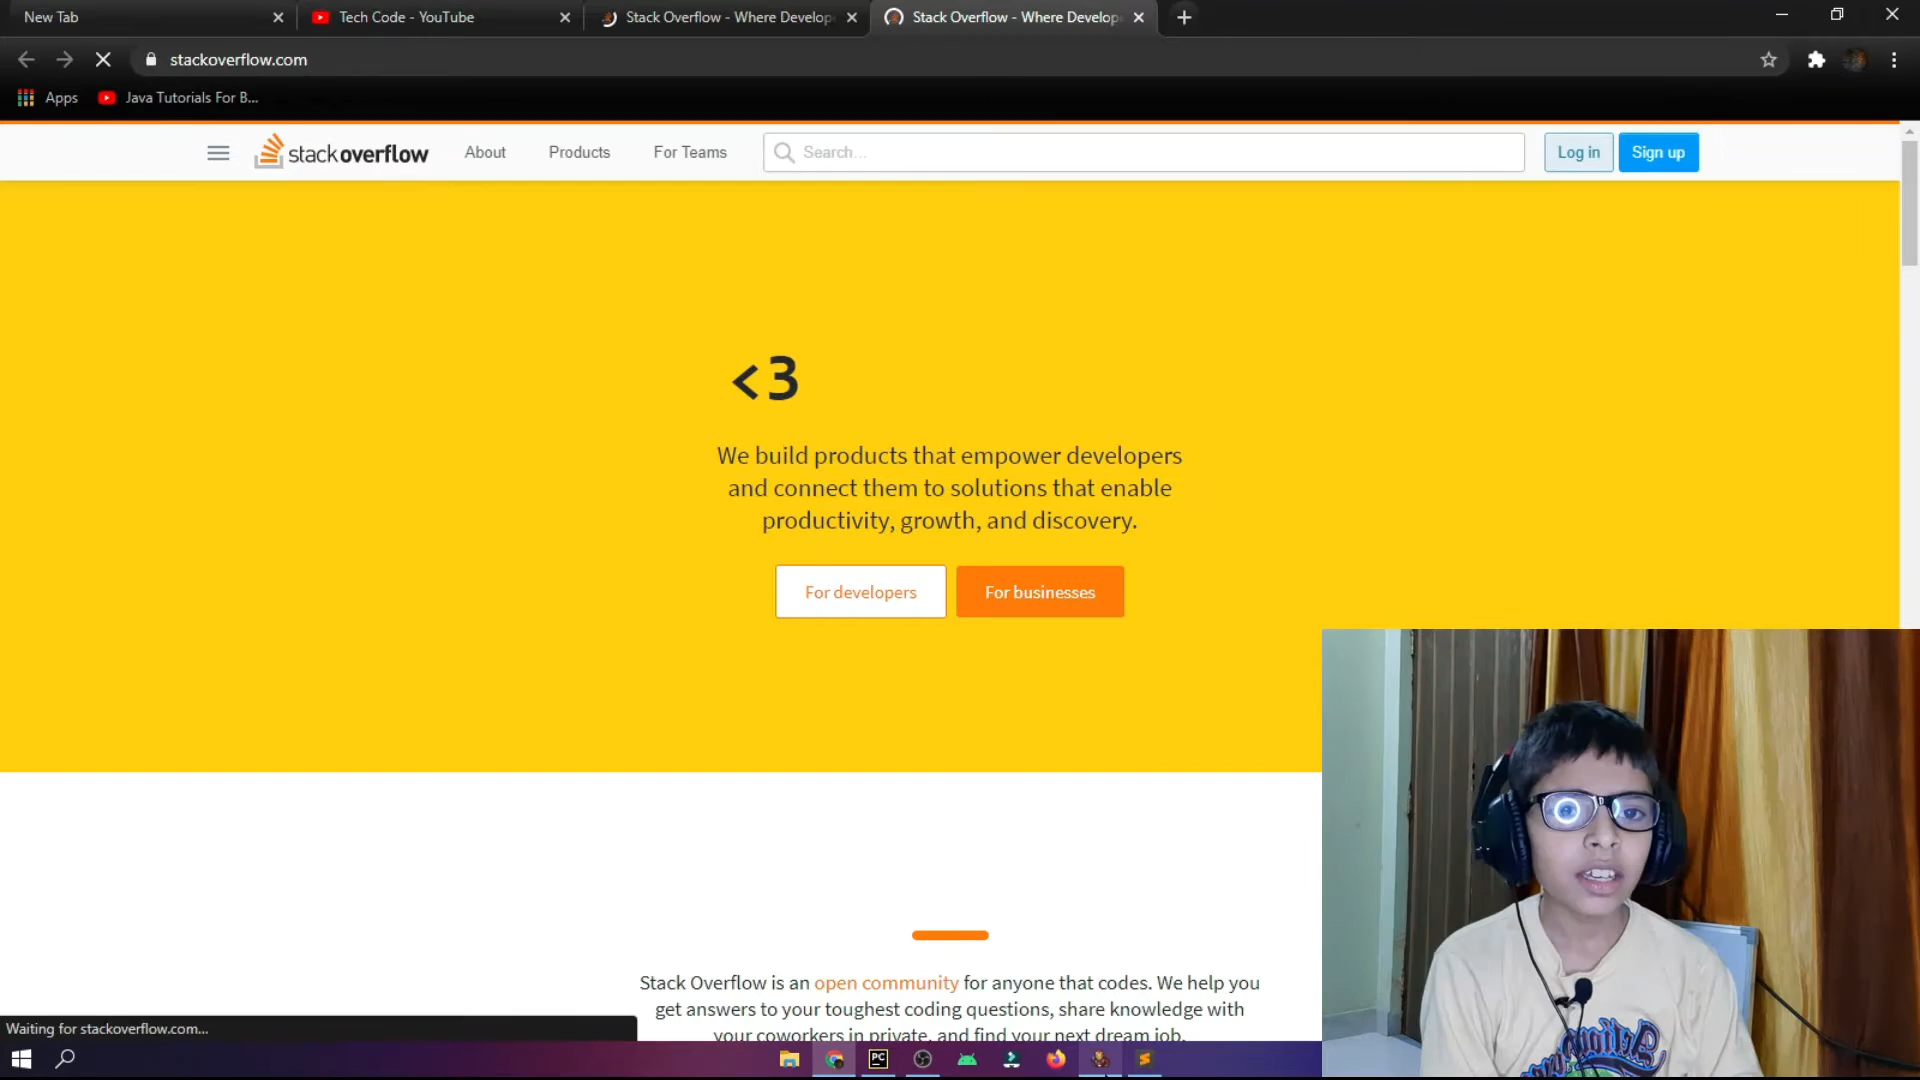 New Tab
Tech Code - YouTube
Stack Overflow - Where Develop
Stack Overflow - Where Develop
stackoverflow.com
Apps
Java Tutorials For B...
stackoverflow
About
Products
For Teams
Search...
Log in
Sign up
<3
We build products that empower developers
and connect them to solutions that enable
productivity, growth, and discovery.
For developers
For businesses
Stack Overflow is an open community for anyone that codes. We help you
get answers to your toughest coding questions, share knowledge with
your coworkers in private, and find your next dream job.
Waiting for stackoverflow.com...
PC